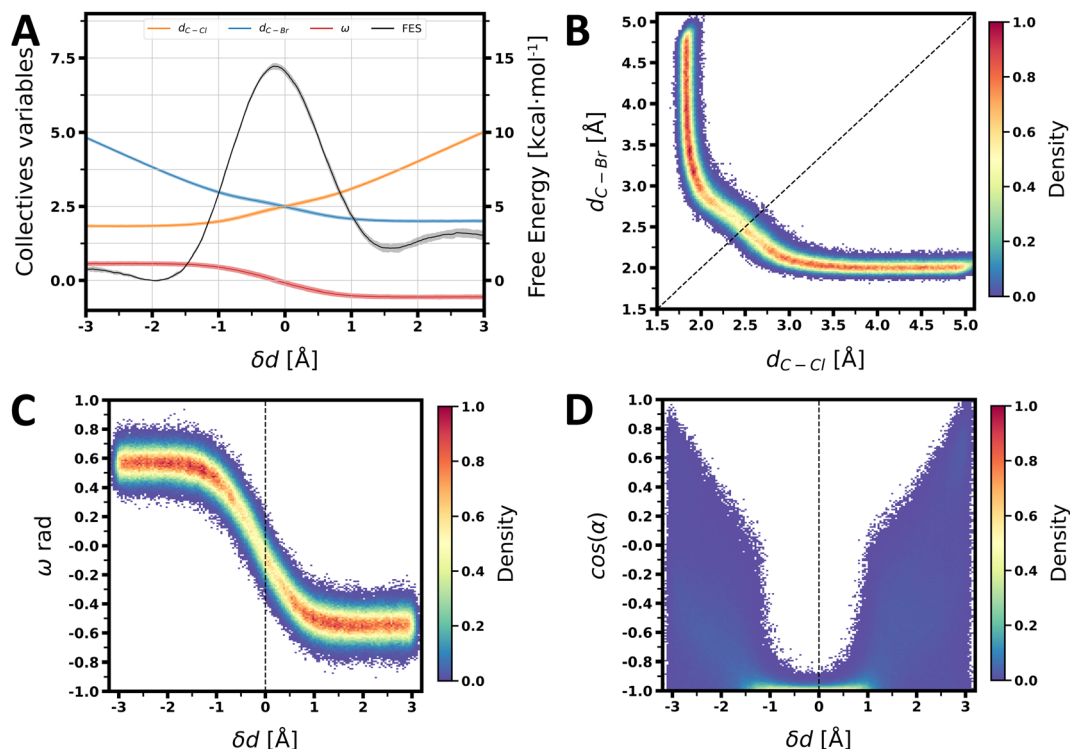 A
d_{C−Cl} d_{C−Br} ω FES
Collectives variables
7.5
5.0
2.5
0.0
15
10
5
0
Free Energy [kcal·mol⁻¹]
-3 -2 -1 0 1 2 3
δd [Å]
B
d_{C−Br} [Å]
5.0
4.5
4.0
3.5
3.0
2.5
2.0
1.5
1.5 2.0 2.5 3.0 3.5 4.0 4.5 5.0
d_{C−Cl} [Å]
1.0
0.8
0.6
0.4
0.2
0.0
Density
C
ω rad
1.0
0.8
0.6
0.4
0.2
-0.0
-0.2
-0.4
-0.6
-0.8
-1.0
-3 -2 -1 0 1 2 3
δd [Å]
1.0
0.8
0.6
0.4
0.2
0.0
Density
D
cos(α)
1.0
0.8
0.6
0.4
0.2
-0.0
-0.2
-0.4
-0.6
-0.8
-1.0
-3 -2 -1 0 1 2 3
δd [Å]
1.0
0.8
0.6
0.4
0.2
0.0
Density